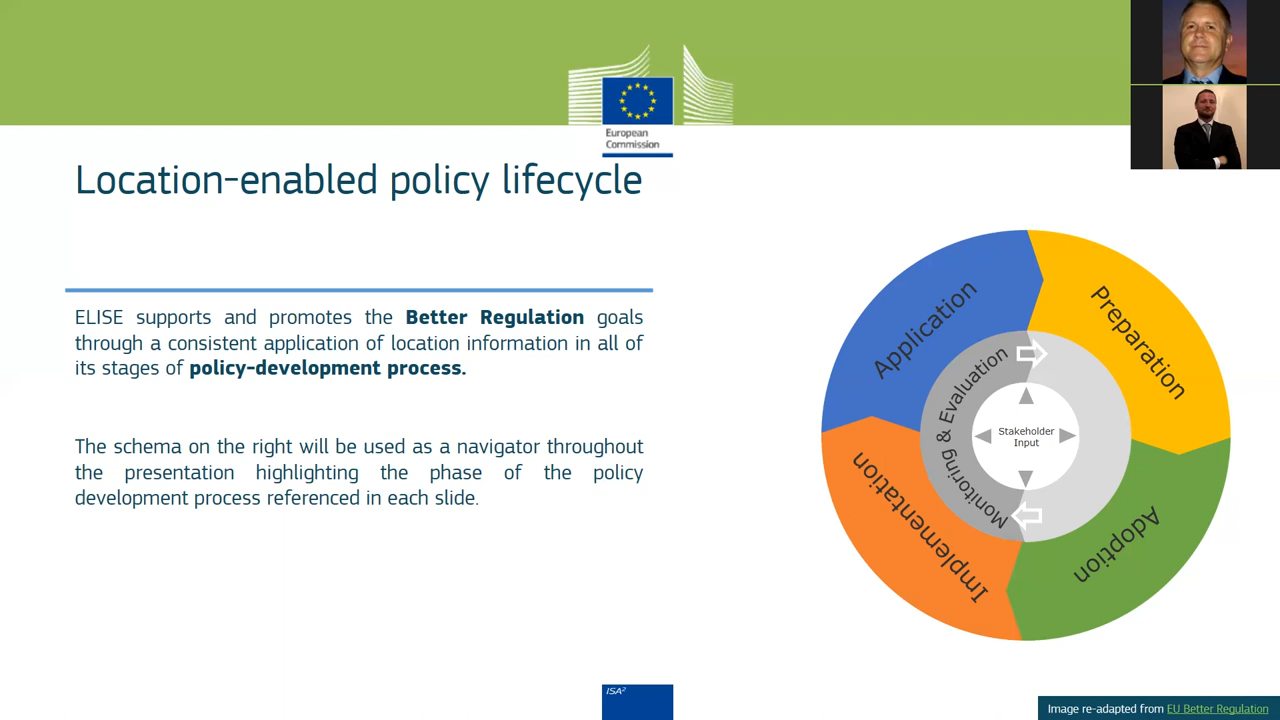 European
Commission
Location-enabled policy lifecycle
ELISE supports and promotes the Better Regulation goals
through a consistent application of location information in all of
its stages of policy-development process.
The schema on the right will be used as a navigator throughout
the presentation highlighting the phase of the policy
development process referenced in each slide.
Application
Preparation
Monitoring & Evaluation
Stakeholder
Input
Implementation
Adoption
ISA²
Image re-adapted from EU Better Regulation